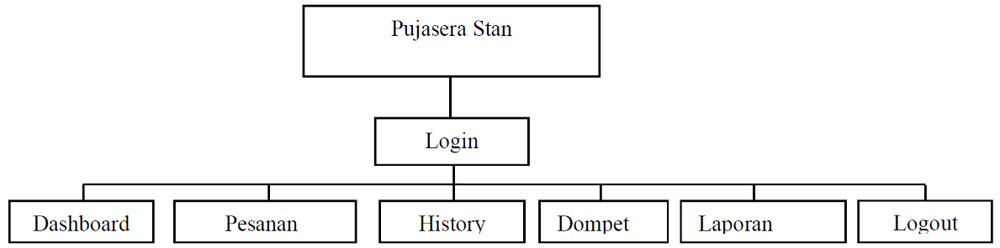 Pujasera Stan
Login
Dashboard
Pesanan
History
Dompet
Laporan
Logout